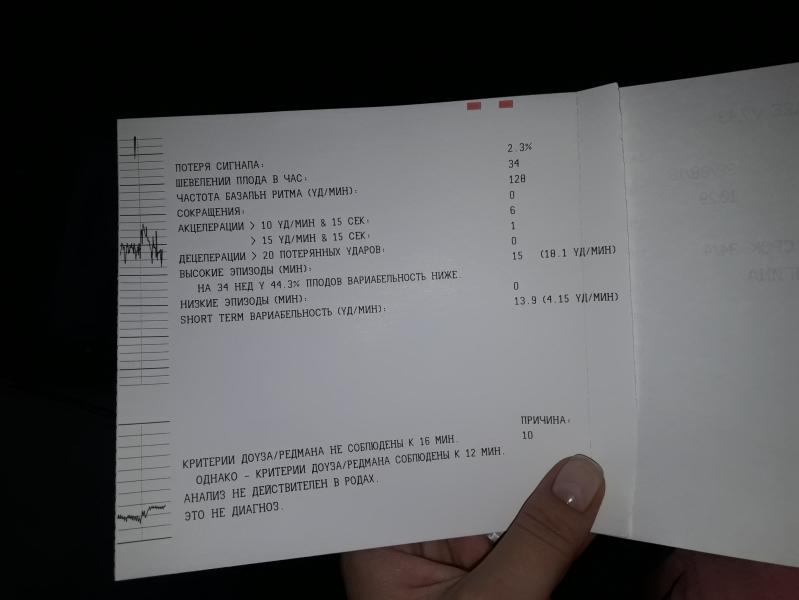 ПОТЕРЯ СИГНАЛА: 2.3%
ШЕВЕЛЕНИЙ ПЛОДА В ЧАС: 34
ЧАСТОТА БАЗАЛЬН РИТМА (УД/МИН): 128
СОКРАЩЕНИЯ: 0
АКЦЕЛЕРАЦИИ > 10 УД/МИН & 15 СЕК: 6
> 15 УД/МИН & 15 СЕК: 1
ДЕЦЕЛЕРАЦИИ > 20 ПОТЕРЯННЫХ УДАРОВ: 0
ВЫСОКИЕ ЭПИЗОДЫ (МИН): 15 (18.1 УД/МИН)
НА 34 НЕД У 44.3% ПЛОДОВ ВАРИАБЕЛЬНОСТЬ НИЖЕ.
НИЗКИЕ ЭПИЗОДЫ (МИН): 0
SHORT TERM ВАРИАБЕЛЬНОСТЬ (УД/МИН): 13.9 (4.15 УД/МИН)
ПРИЧИНА:
КРИТЕРИИ ДОУЗА/РЕДМАНА НЕ СОБЛЮДЕНЫ К 16 МИН. 10
ОДНАКО - КРИТЕРИИ ДОУЗА/РЕДМАНА СОБЛЮДЕНЫ К 12 МИН.
АНАЛИЗ НЕ ДЕЙСТВИТЕЛЕН В РОДАХ.
ЭТО НЕ ДИАГНОЗ.